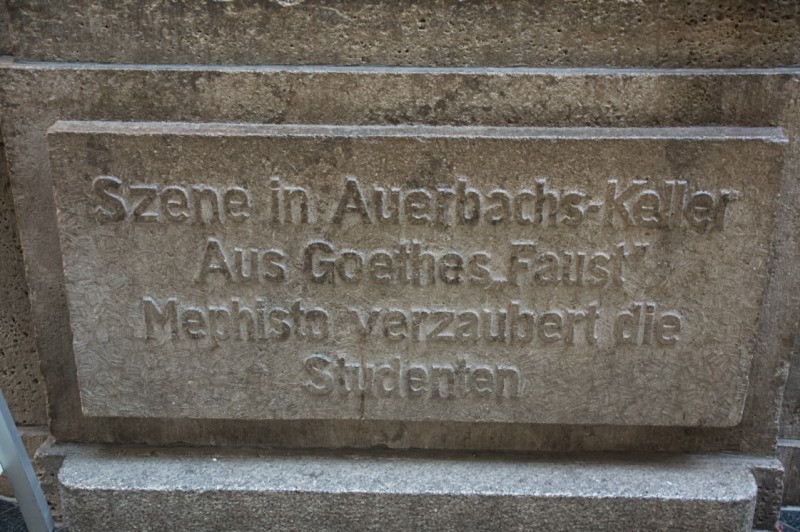 Szene in Auerbachs-Keller
Aus Goethes „Faust“
Mephisto verzaubert die
Studenten